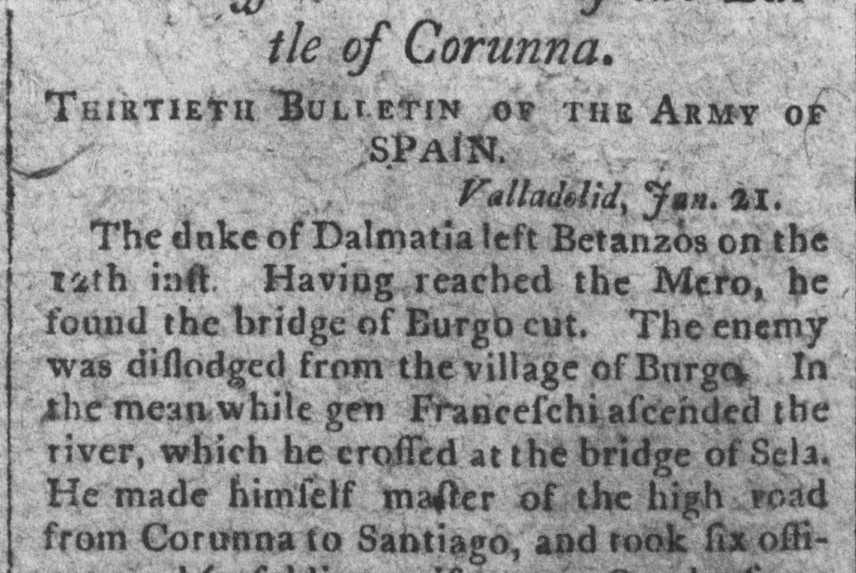 tle of Corunna.
THIRTIETH BULLETIN OF THE ARMY OF
SPAIN.
Valladolid, Jan. 21.
The duke of Dalmatia left Betanzos on the
12th inſt. Having reached the Mero, he
found the bridge of Burgo cut. The enemy
was diſlodged from the village of Burgo. In
the mean while gen Franceſchi aſcended the
river, which he croſſed at the bridge of Sela.
He made himſelf maſter of the high road
from Corunna to Santiago, and took ſix offi-